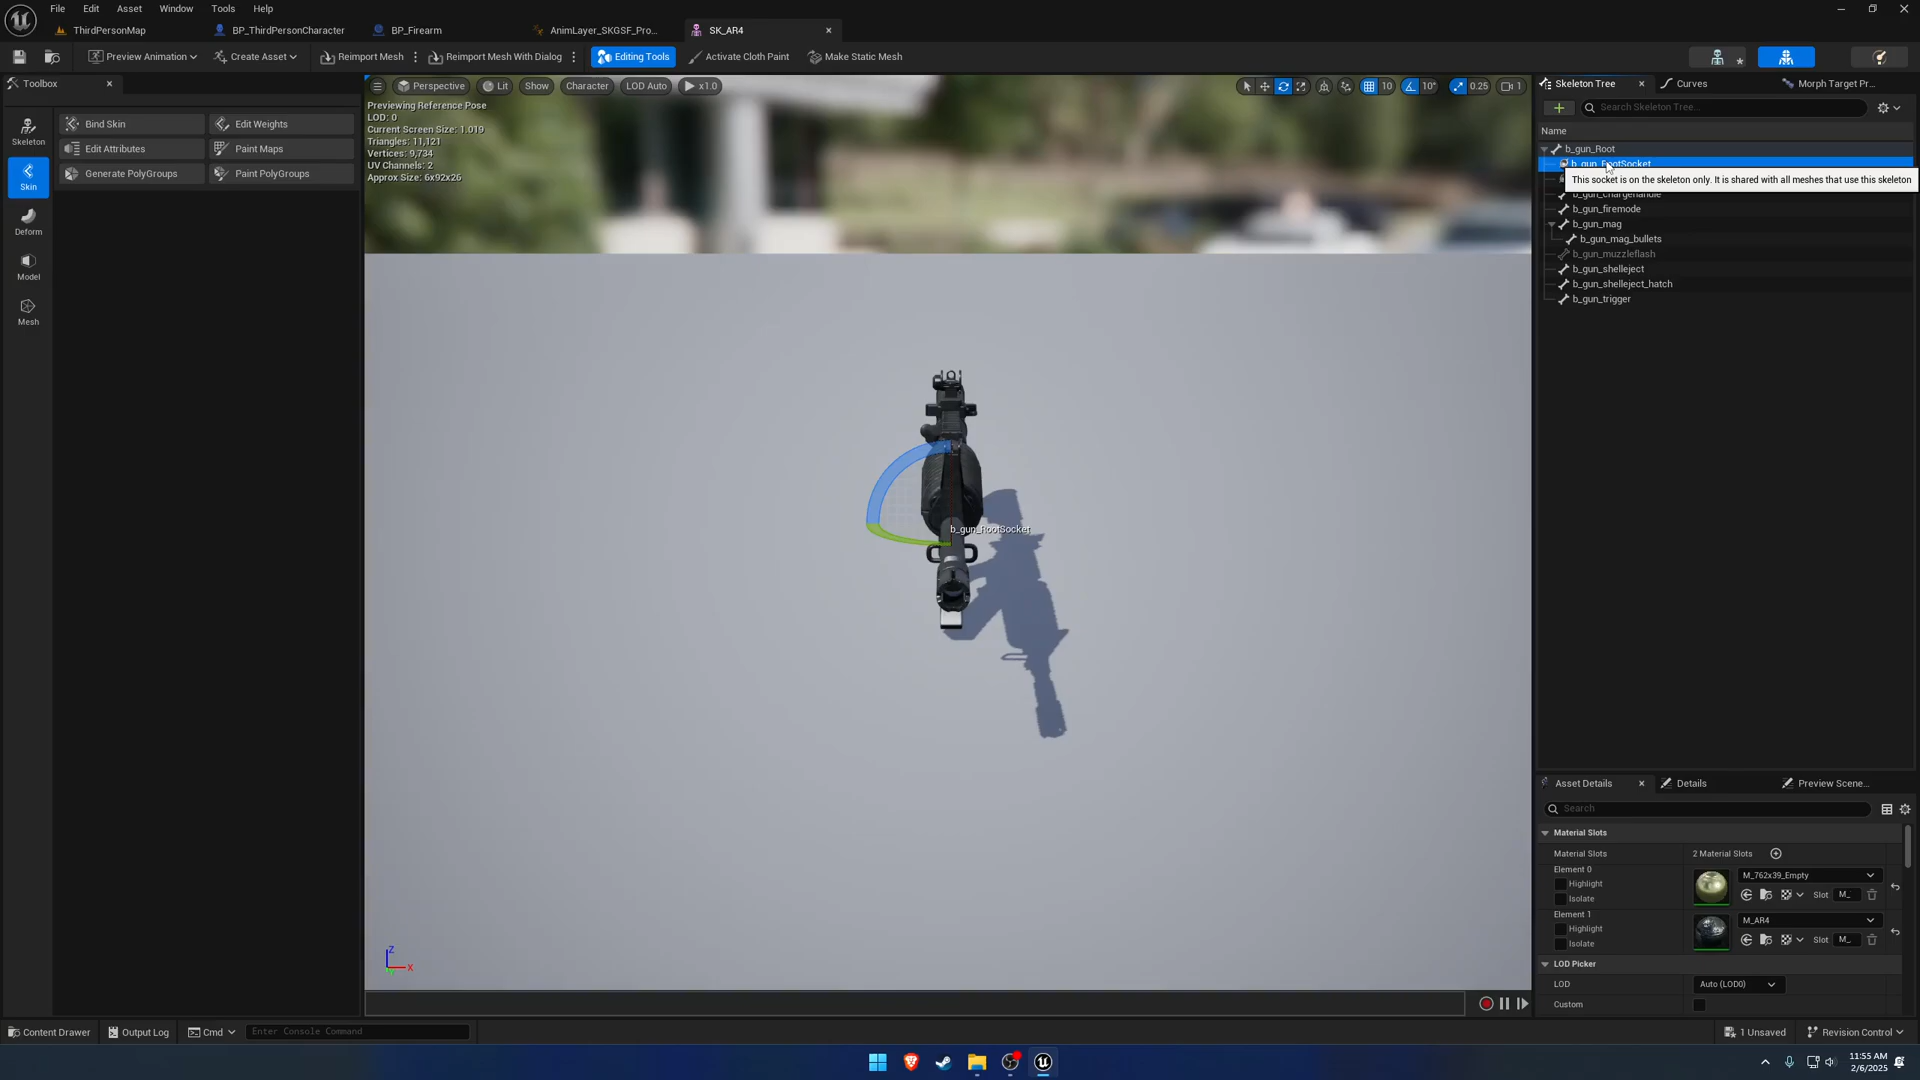 File Edit Asset Window Tools Help
ThirdPersonMap BP_ThirdPersonCharacter BP_Firearm AnimLayer_SKGSF_Pro... SK_AR4
Preview Animation Create Asset Reimport Mesh Reimport Mesh With Dialog Editing Tools Activate Cloth Paint Make Static Mesh
Toolbox
Skeleton
Skin
Deform
Model
Mesh
Bind Skin Edit Weights
Edit Attributes Paint Maps
Generate PolyGroups Paint PolyGroups
Perspective Lit Show Character LOD Auto x1.0 10 10° 0.25 1
Previewing Reference Pose
LOD: 0
Current Screen Size: 1.019
Triangles: 11,121
Vertices: 9,734
UV Channels: 2
Approx Size: 6x92x26
b_gun_RootSocket
Z
X
Skeleton Tree Curves Morph Target Pr...
Search Skeleton Tree...
Name
b_gun_Root
b_gun_RootSocket
This socket is on the skeleton only. It is shared with all meshes that use this skeleton
b_gun_chargehandle
b_gun_firemode
b_gun_mag
b_gun_mag_bullets
b_gun_muzzleflash
b_gun_shelleject
b_gun_shelleject_hatch
b_gun_trigger
Asset Details Details Preview Scene...
Search
Material Slots
Material Slots 2 Material Slots
Element 0
Highlight
Isolate
M_762x39_Empty
Slot M_
Element 1
Highlight
Isolate
M_AR4
Slot M_
LOD Picker
LOD Auto (LOD0)
Custom
Content Drawer Output Log Cmd Enter Console Command 1 Unsaved Revision Control
11:55 AM
2/6/2025